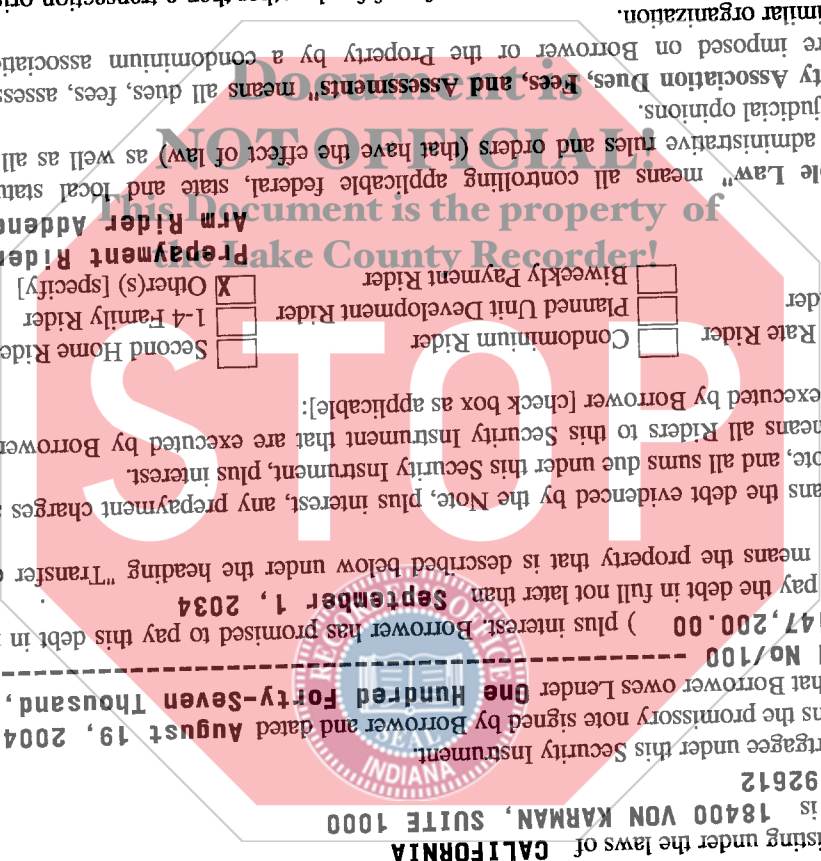 isting under the laws of CALIFORNIA
is 18400 VON KARMAN, SUITE 1000
92612
rtgagee under this Security Instrument.
ns the promissory note signed by Borrower and dated August 19, 2004
hat Borrower owes Lender One Hundred Forty-Seven Thousand,
No/100 ------------------------------------------------
47,200.00 ) plus interest. Borrower has promised to pay this debt in
pay the debt in full not later than September 1, 2034 .
means the property that is described below under the heading "Transfer
ans the debt evidenced by the Note, plus interest, any prepayment charges
ote, and all sums due under this Security Instrument, plus interest.
means all Riders to this Security Instrument that are executed by Borrower
executed by Borrower [check box as applicable]:
Rate Rider Condominium Rider Second Home Ride
der Planned Unit Development Rider 1-4 Family Rider
Biweekly Payment Rider X Other(s) [specify]
Prepayment Rider
Arm Rider Addend
le Law" means all controlling applicable federal, state and local statu
administrative rules and orders (that have the effect of law) as well as all
judicial opinions.
ty Association Dues, Fees, and Assessments" means all dues, fees, assess
re imposed on Borrower or the Property by a condominium associatio
similar organization.
Document is
NOT OFFICIAL!
This Document is the property of
the Lake County Recorder!
STOP
RECORDER'S OFFICE
SEAL
INDIANA